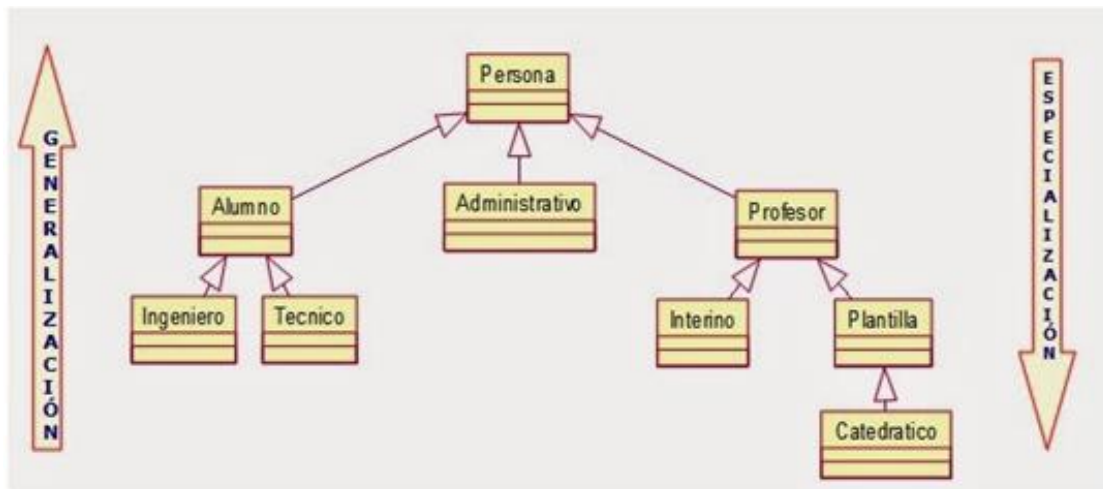 Persona
GENERALIZACIÓN
ESPECIALIZACIÓN
Alumno
Administrativo
Profesor
Ingeniero
Tecnico
Interino
Plantilla
Catedratico